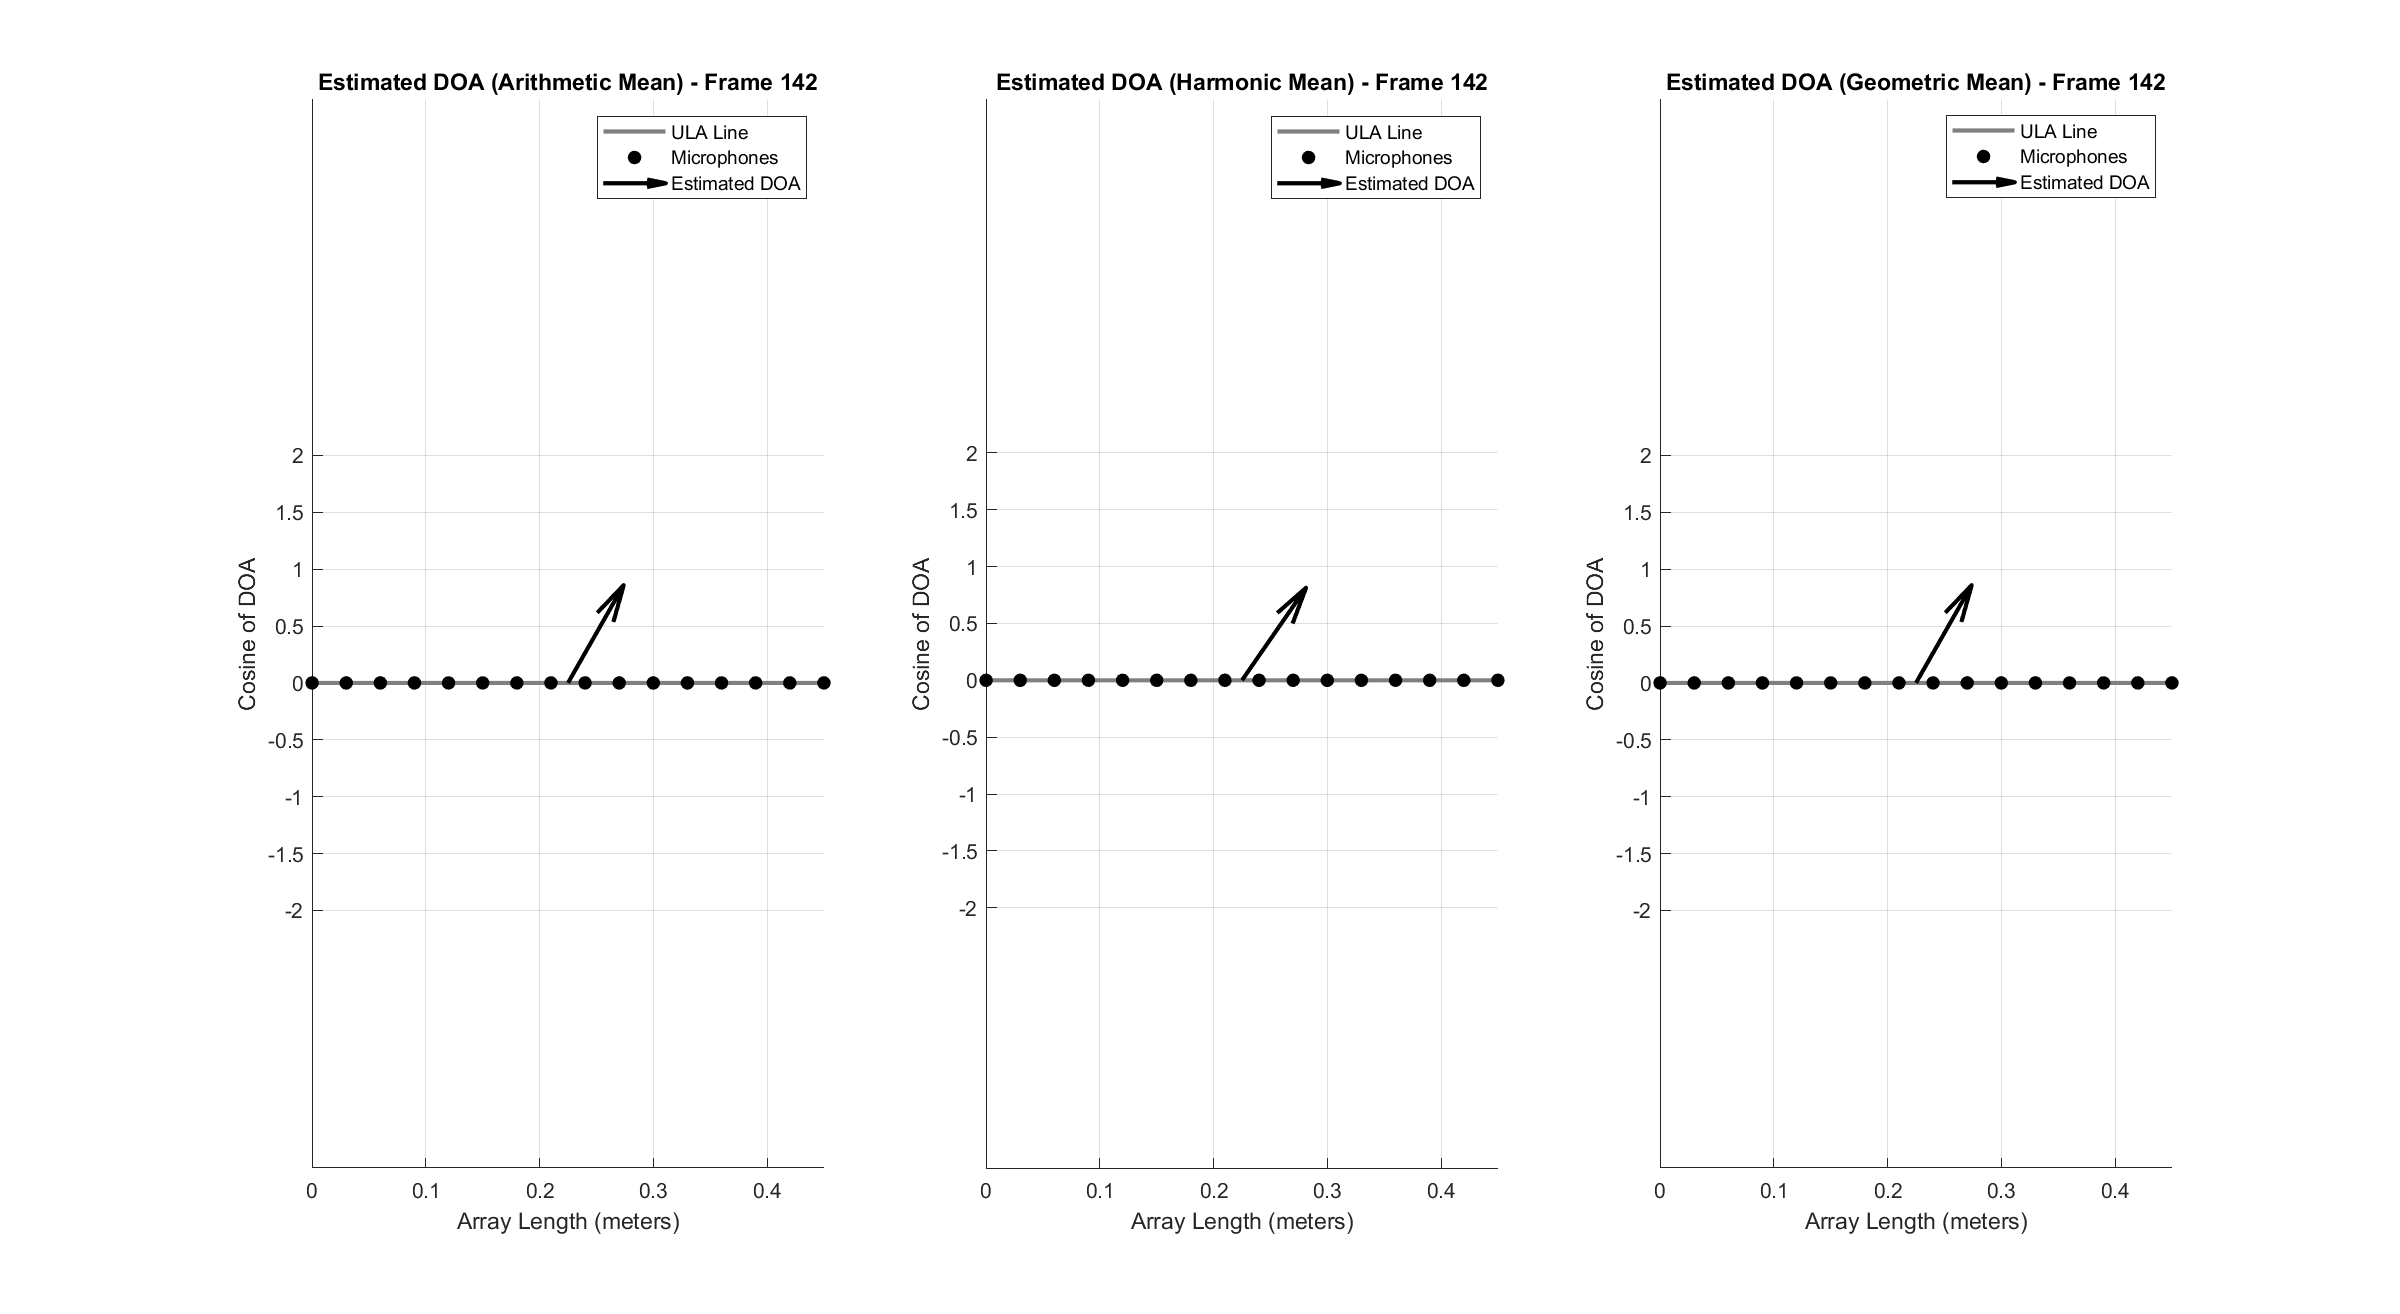 Estimated DOA (Arithmetic Mean) - Frame 142
ULA Line
Microphones
Estimated DOA
2
1.5
1
0.5
0
-0.5
-1
-1.5
-2
Cosine of DOA
0 0.1 0.2 0.3 0.4
Array Length (meters)
Estimated DOA (Harmonic Mean) - Frame 142
ULA Line
Microphones
Estimated DOA
2
1.5
1
0.5
0
-0.5
-1
-1.5
-2
Cosine of DOA
0 0.1 0.2 0.3 0.4
Array Length (meters)
Estimated DOA (Geometric Mean) - Frame 142
ULA Line
Microphones
Estimated DOA
2
1.5
1
0.5
0
-0.5
-1
-1.5
-2
Cosine of DOA
0 0.1 0.2 0.3 0.4
Array Length (meters)